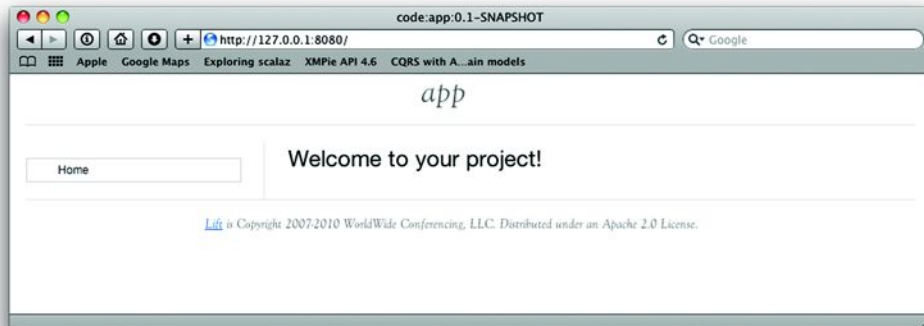 code:app:0.1-SNAPSHOT
http://127.0.0.1:8080/
Google
Apple Google Maps Exploring scalaz XMPie API 4.6 CQRS with A...ain models
app
Home
Welcome to your project!
Lift is Copyright 2007-2010 WorldWide Conferencing, LLC. Distributed under an Apache 2.0 License.